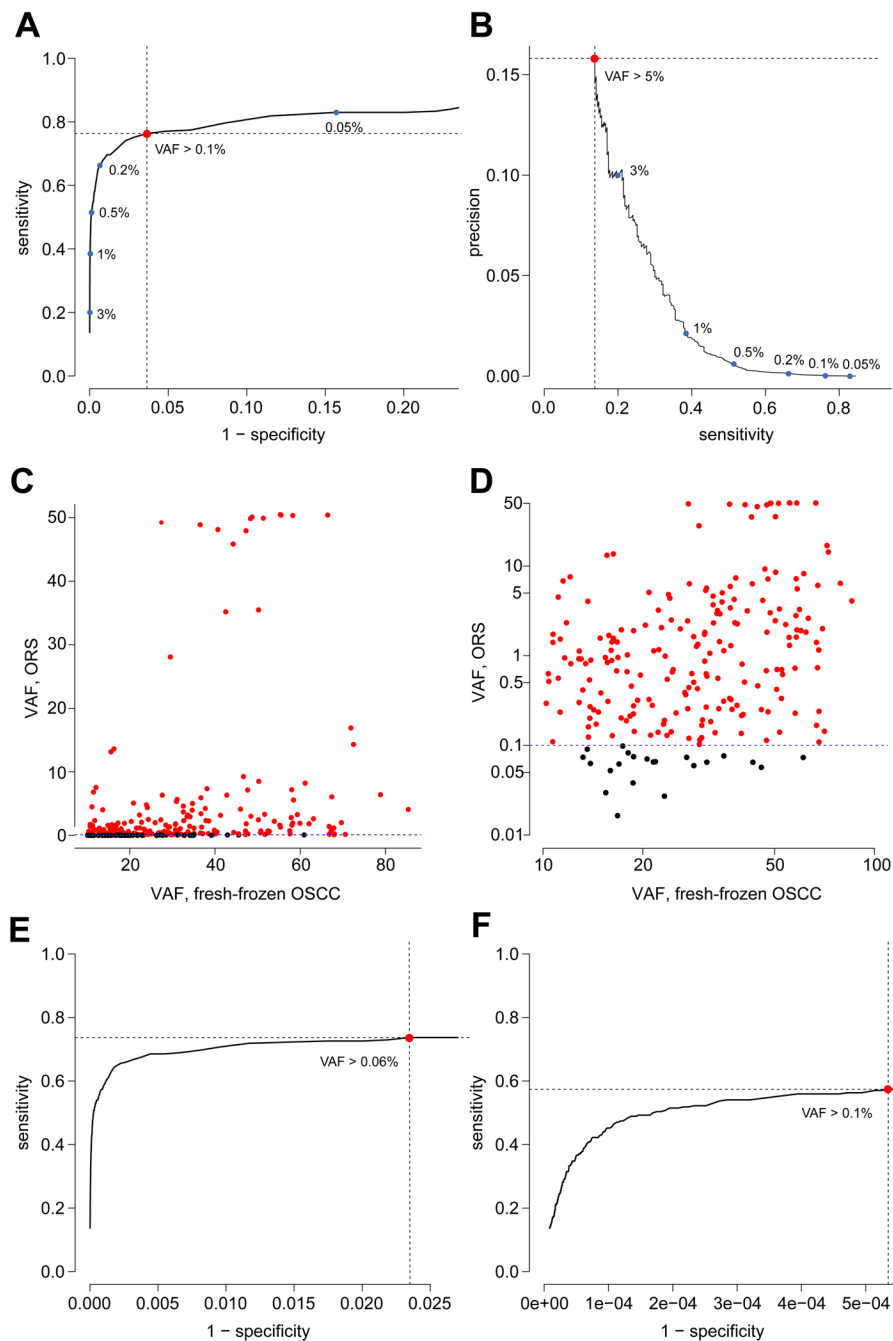 A
1.0
0.8
0.6
0.4
0.2
0.0
sensitivity
VAF > 0.1%
0.05%
0.2%
0.5%
1%
3%
0.0
0.05
0.10
0.15
0.20
1 − specificity
B
0.15
0.10
0.05
0.00
precision
VAF > 5%
3%
1%
0.5%
0.2%
0.1%
0.05%
0.0
0.2
0.4
0.6
0.8
sensitivity
C
50
40
30
20
10
0
VAF, ORS
20
40
60
80
VAF, fresh-frozen OSCC
D
50
10
5
1
0.5
0.1
0.05
0.01
VAF, ORS
10
20
50
100
VAF, fresh-frozen OSCC
E
1.0
0.8
0.6
0.4
0.2
0.0
sensitivity
VAF > 0.06%
0.000
0.005
0.010
0.015
0.020
0.025
1 − specificity
F
1.0
0.8
0.6
0.4
0.2
0.0
sensitivity
VAF > 0.1%
0e+00
1e-04
2e-04
3e-04
4e-04
5e-04
1 − specificity